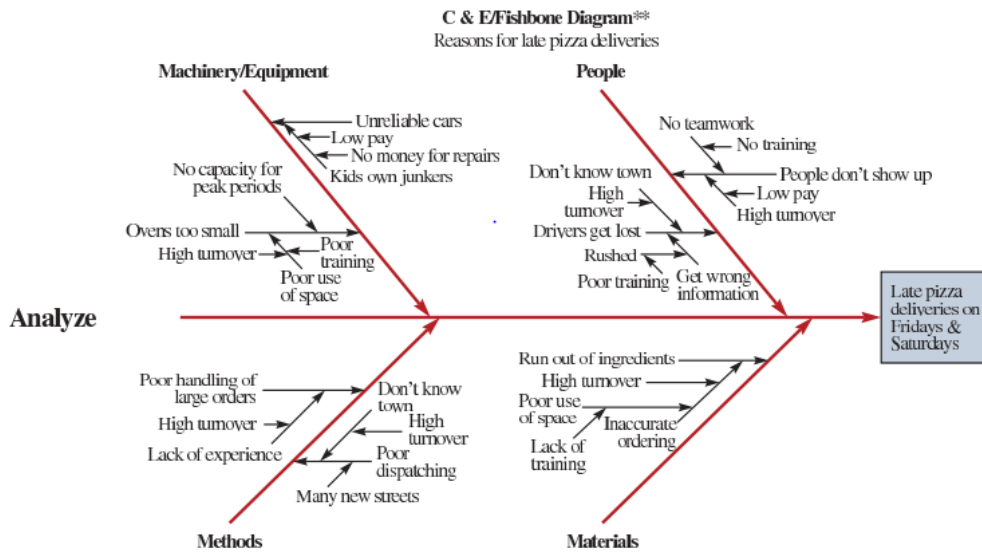 C & E/Fishbone Diagram**
Reasons for late pizza deliveries
Machinery/Equipment
People
Unreliable cars
Low pay
No money for repairs
Kids own junkers
No capacity for
peak periods
Ovens too small
High turnover
Poor
training
Poor use
of space
No teamwork
No training
People don't show up
Low pay
High turnover
Don't know town
High
turnover
Drivers get lost
Rushed
Poor training
Get wrong
information
Analyze
Late pizza
deliveries on
Fridays &
Saturdays
Poor handling of
large orders
High turnover
Lack of experience
Don't know
town
High
turnover
Poor
dispatching
Many new streets
Run out of ingredients
High turnover
Poor use
of space
Inaccurate
ordering
Lack of
training
Methods
Materials